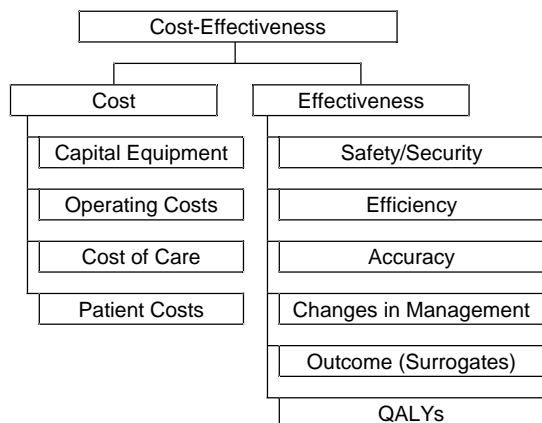 Cost-Effectiveness
Cost
Effectiveness
Capital Equipment
Operating Costs
Cost of Care
Patient Costs
Safety/Security
Efficiency
Accuracy
Changes in Management
Outcome (Surrogates)
QALYs